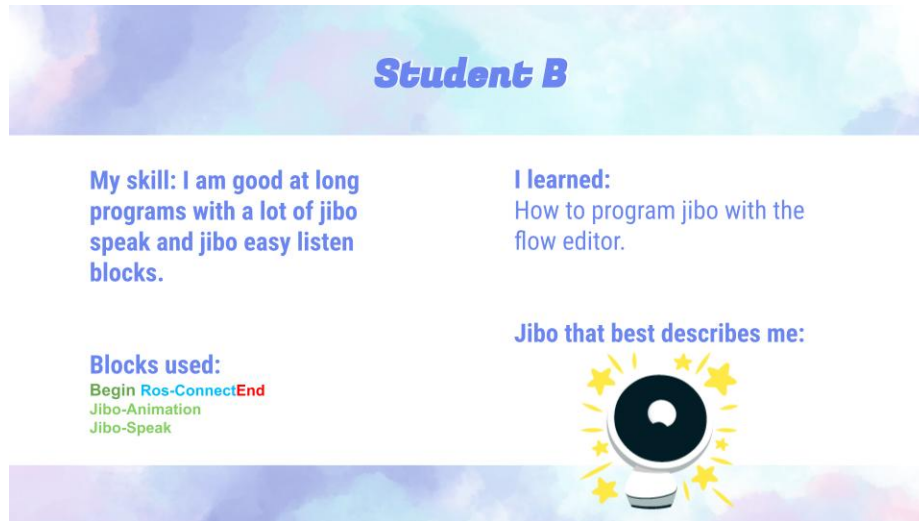 Student B
My skill: I am good at long
programs with a lot of jibo
speak and jibo easy listen
blocks.
Blocks used:
Begin Ros-ConnectEnd
Jibo-Animation
Jibo-Speak
I learned:
How to program jibo with the
flow editor.
Jibo that best describes me: